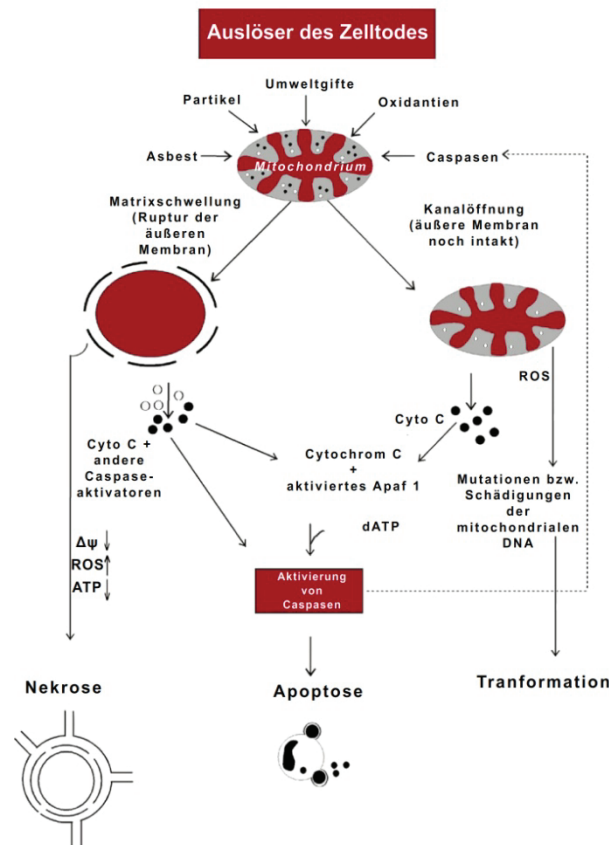 Auslöser des Zelltodes
Umweltgifte
Partikel
Oxidantien
Asbest
Mitochondrium
Caspasen
Matrixschwellung
(Ruptur der
äußeren
Membran)
Kanalöffnung
(äußere Membran
noch intakt)
ROS
Cyto C
Cyto C +
andere
Caspase-
aktivatoren
Cytochrom C
+
aktiviertes Apaf 1
Mutationen bzw.
Schädigungen
der
mitochondrialen
DNA
dATP
Δψ
ROS
ATP
Aktivierung
von
Caspasen
Nekrose
Apoptose
Tranformation